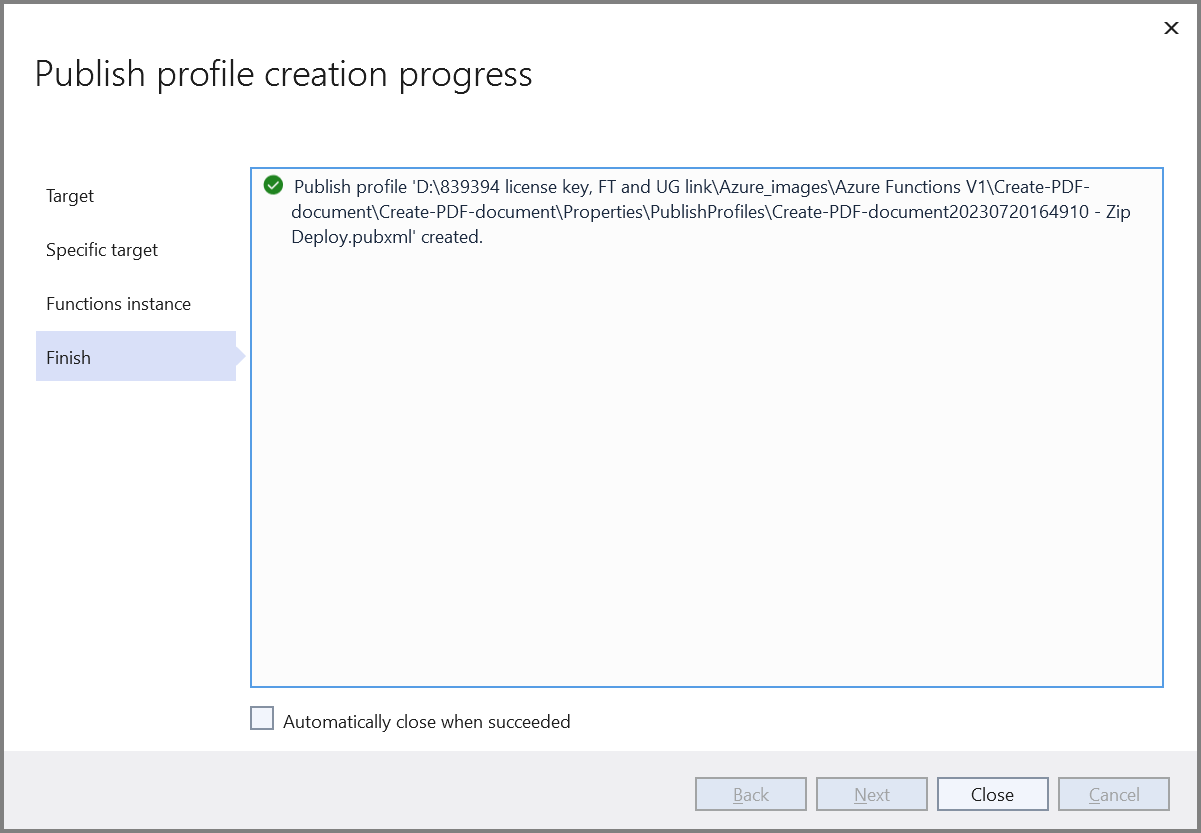 Publish profile creation progress
Target
Specific target
Functions instance
Finish
Publish profile 'D:\839394 license key, FT and UG link\Azure_images\Azure Functions V1\Create-PDF-
document\Create-PDF-document\Properties\PublishProfiles\Create-PDF-document20230720164910 - Zip
Deploy.pubxml' created.
Automatically close when succeeded
Back
Next
Close
Cancel